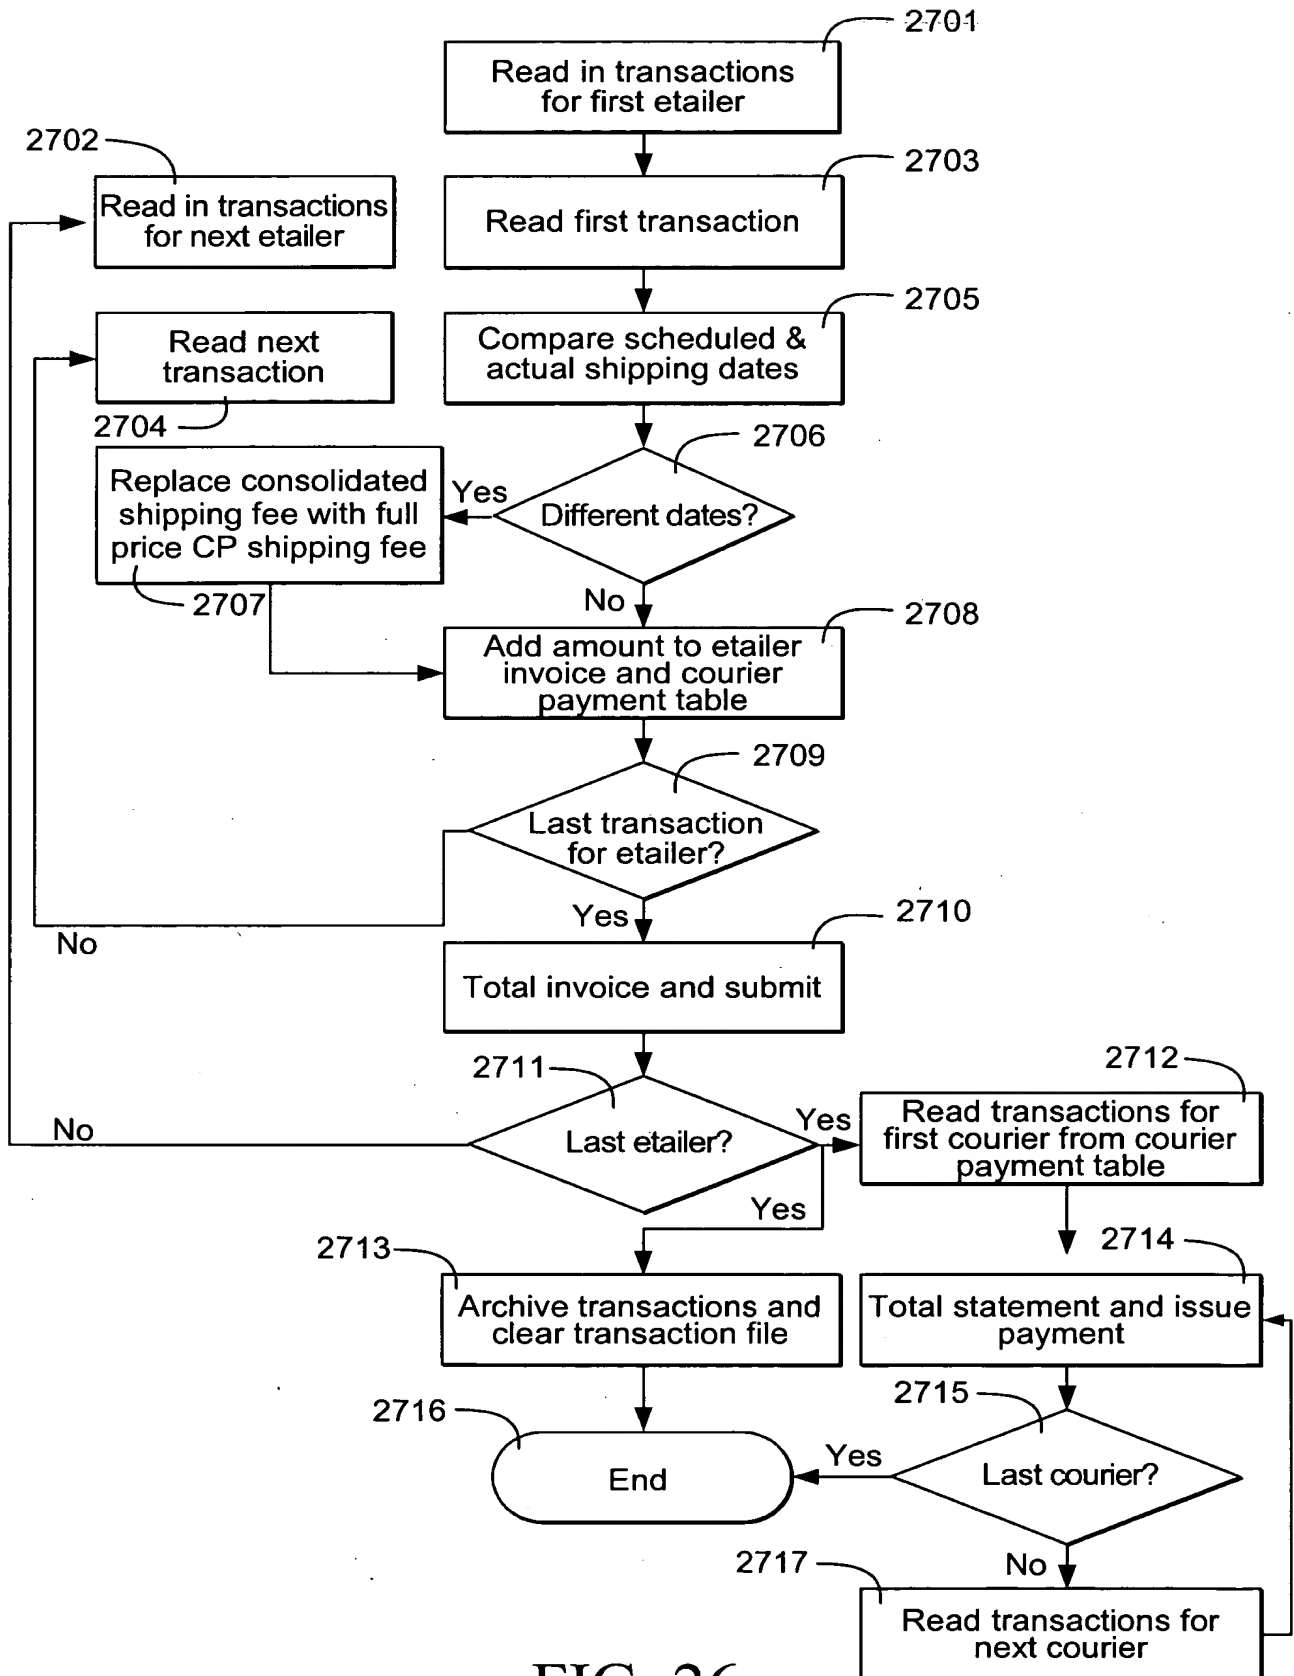 2701
Read in transactions
for first etailer
2702
Read in transactions
for next etailer
2703
Read first transaction
2705
Compare scheduled &
actual shipping dates
Read next
transaction
2704
2706
Different dates?
Yes
Replace consolidated
shipping fee with full
price CP shipping fee
2707
No
2708
Add amount to etailer
invoice and courier
payment table
2709
Last transaction
for etailer?
No
Yes
2710
Total invoice and submit
2711
Last etailer?
No
Yes
2712
Read transactions for
first courier from courier
payment table
Yes
2713
Archive transactions and
clear transaction file
2714
Total statement and issue
payment
2715
Last courier?
Yes
2716
End
No
2717
Read transactions for
next courier
FIG. 26